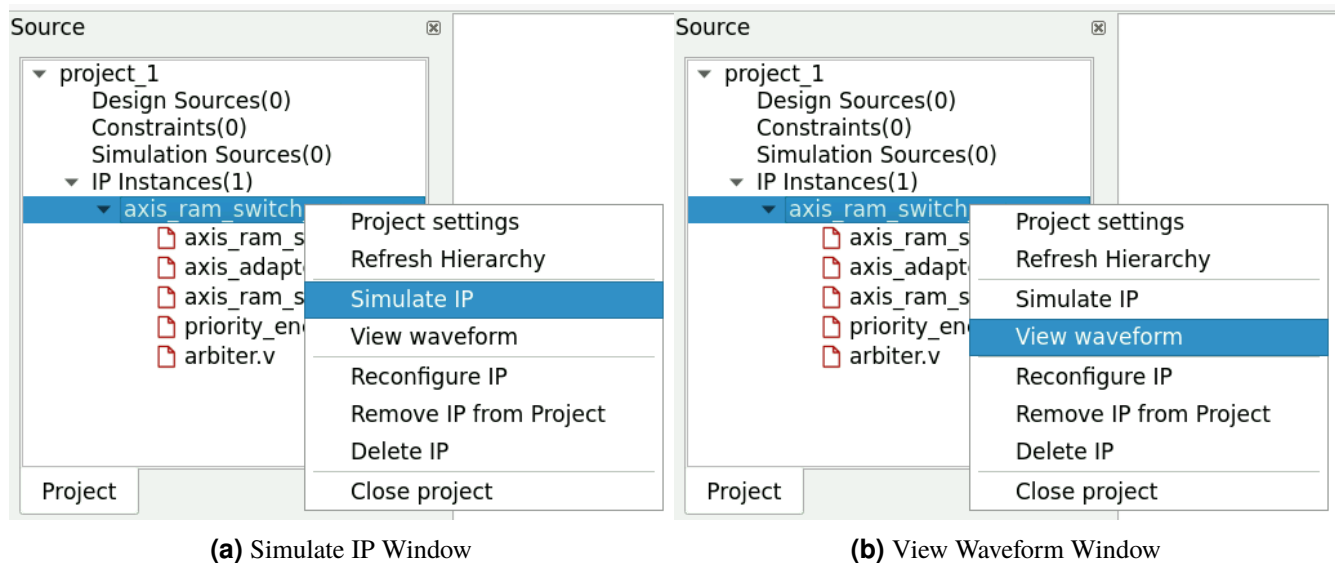 Source
project_1
Design Sources(0)
Constraints(0)
Simulation Sources(0)
IP Instances(1)
axis_ram_switch
axis_ram_s
axis_adapt
axis_ram_s
priority_en
arbiter.v
Project settings
Refresh Hierarchy
Simulate IP
View waveform
Reconfigure IP
Remove IP from Project
Delete IP
Close project
Project
(a) Simulate IP Window
Source
project_1
Design Sources(0)
Constraints(0)
Simulation Sources(0)
IP Instances(1)
axis_ram_switch
axis_ram_s
axis_adapt
axis_ram_s
priority_en
arbiter.v
Project settings
Refresh Hierarchy
Simulate IP
View waveform
Reconfigure IP
Remove IP from Project
Delete IP
Close project
Project
(b) View Waveform Window